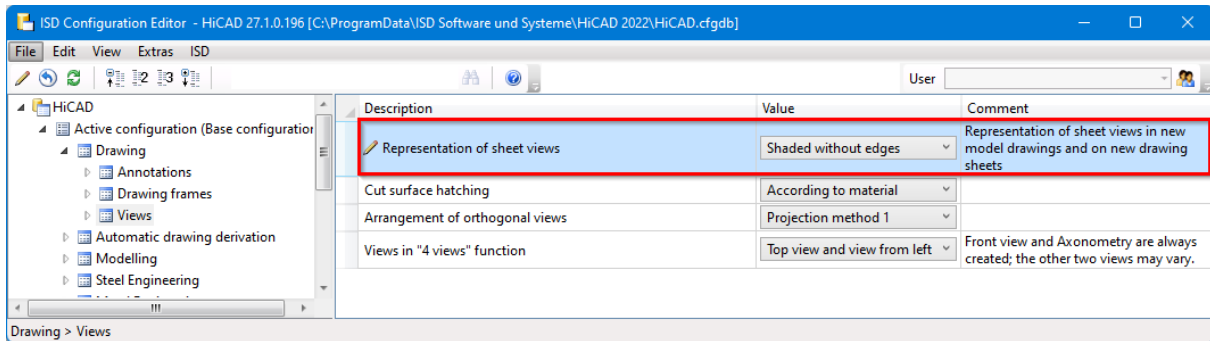 ISD Configuration Editor - HiCAD 27.1.0.196 [C:\ProgramData\ISD Software und Systeme\HiCAD 2022\HiCAD.cfgdb]
File Edit View Extras ISD
User
HiCAD
Active configuration (Base configuration
Drawing
Annotations
Drawing frames
Views
Automatic drawing derivation
Modelling
Steel Engineering
Description Value Comment
Representation of sheet views Shaded without edges Representation of sheet views in new
model drawings and on new drawing
sheets
Cut surface hatching According to material
Arrangement of orthogonal views Projection method 1
Views in "4 views" function Top view and view from left Front view and Axonometry are always
created; the other two views may vary.
Drawing > Views